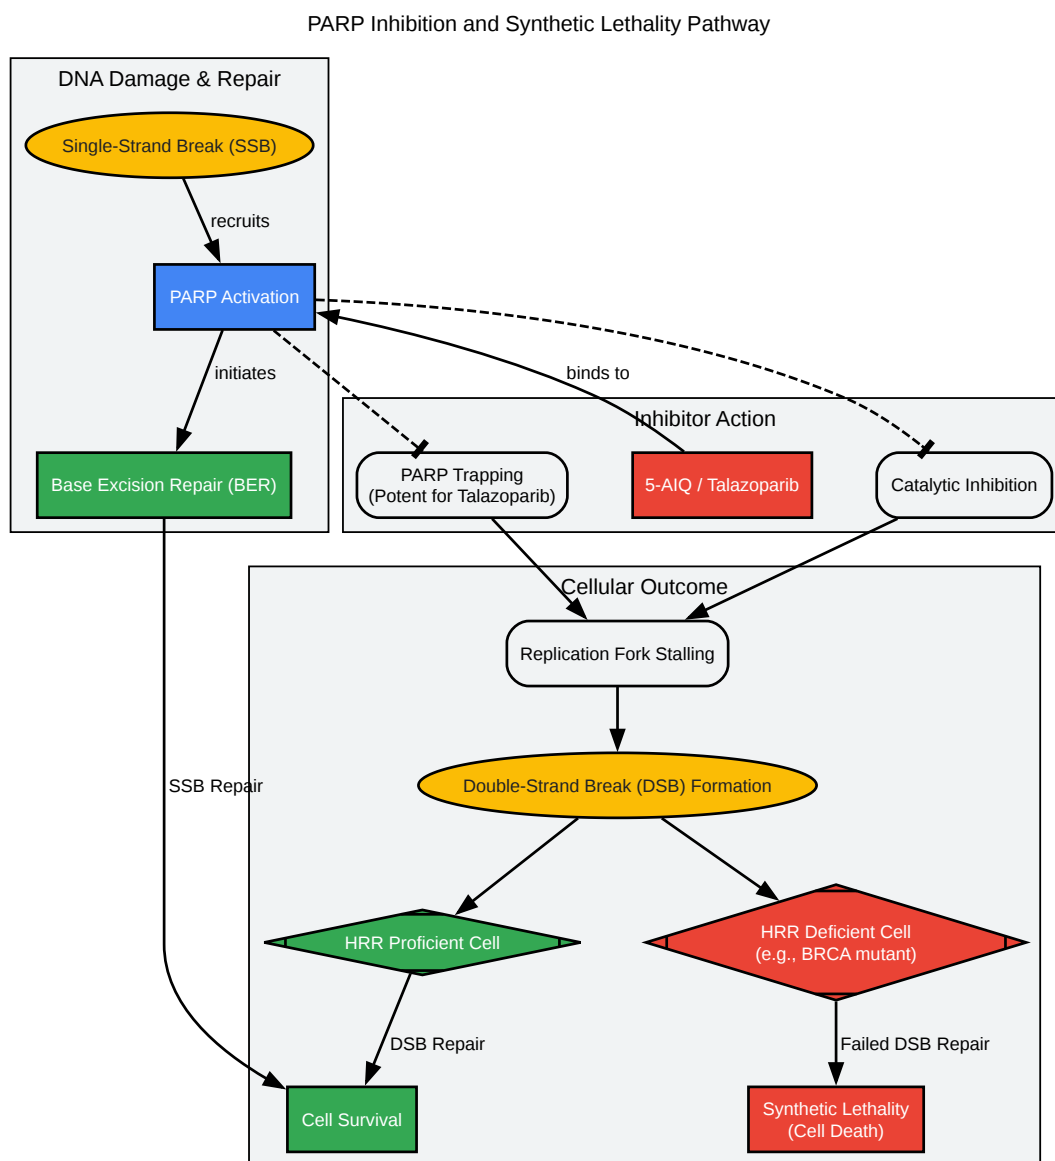 PARP Inhibition and Synthetic Lethality Pathway
DNA Damage & Repair
Single-Strand Break (SSB)
recruits
PARP Activation
initiates
binds to
Base Excision Repair (BER)
Inhibitor Action
PARP Trapping
(Potent for Talazoparib)
5-AIQ / Talazoparib
Catalytic Inhibition
Cellular Outcome
Replication Fork Stalling
SSB Repair
Double-Strand Break (DSB) Formation
HRR Proficient Cell
HRR Deficient Cell
(e.g., BRCA mutant)
DSB Repair
Failed DSB Repair
Cell Survival
Synthetic Lethality
(Cell Death)